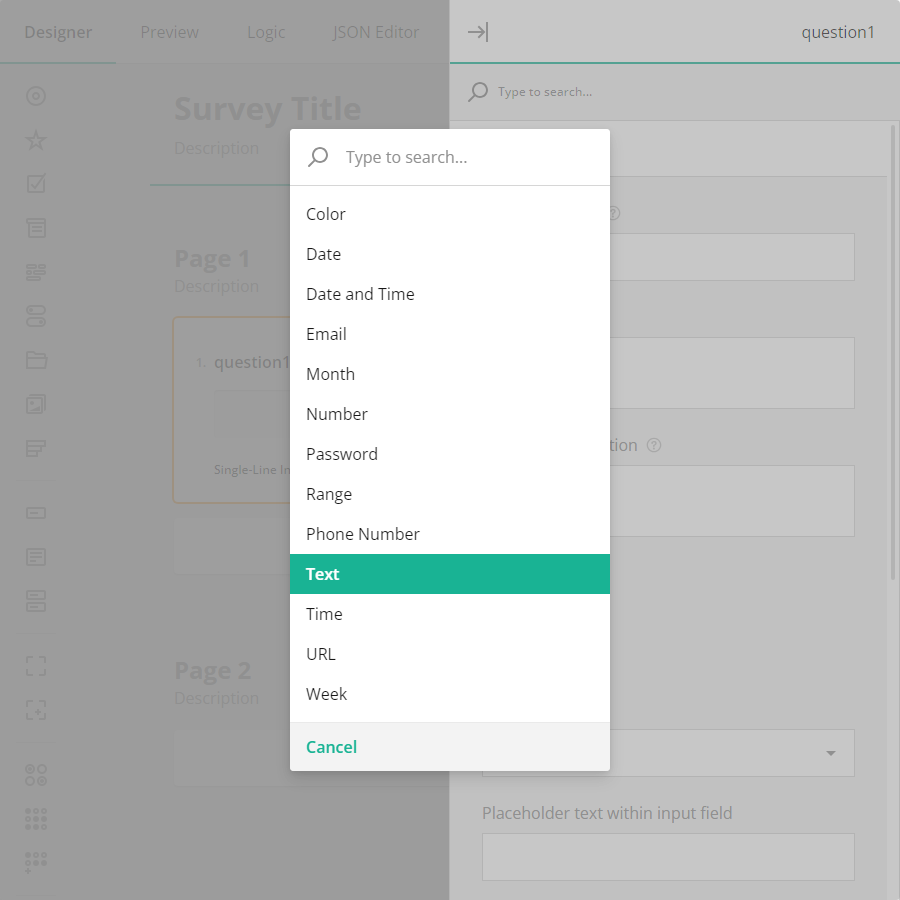 Designer Preview Logic JSON Editor
question1
Type to search...
Survey Title
Description
Page 1
Description
1. question1
Single-Line In
Page 2
Description
Type to search...
Color
Date
Date and Time
Email
Month
Number
Password
Range
Phone Number
Text
Time
URL
Week
Cancel
tion
Placeholder text within input field